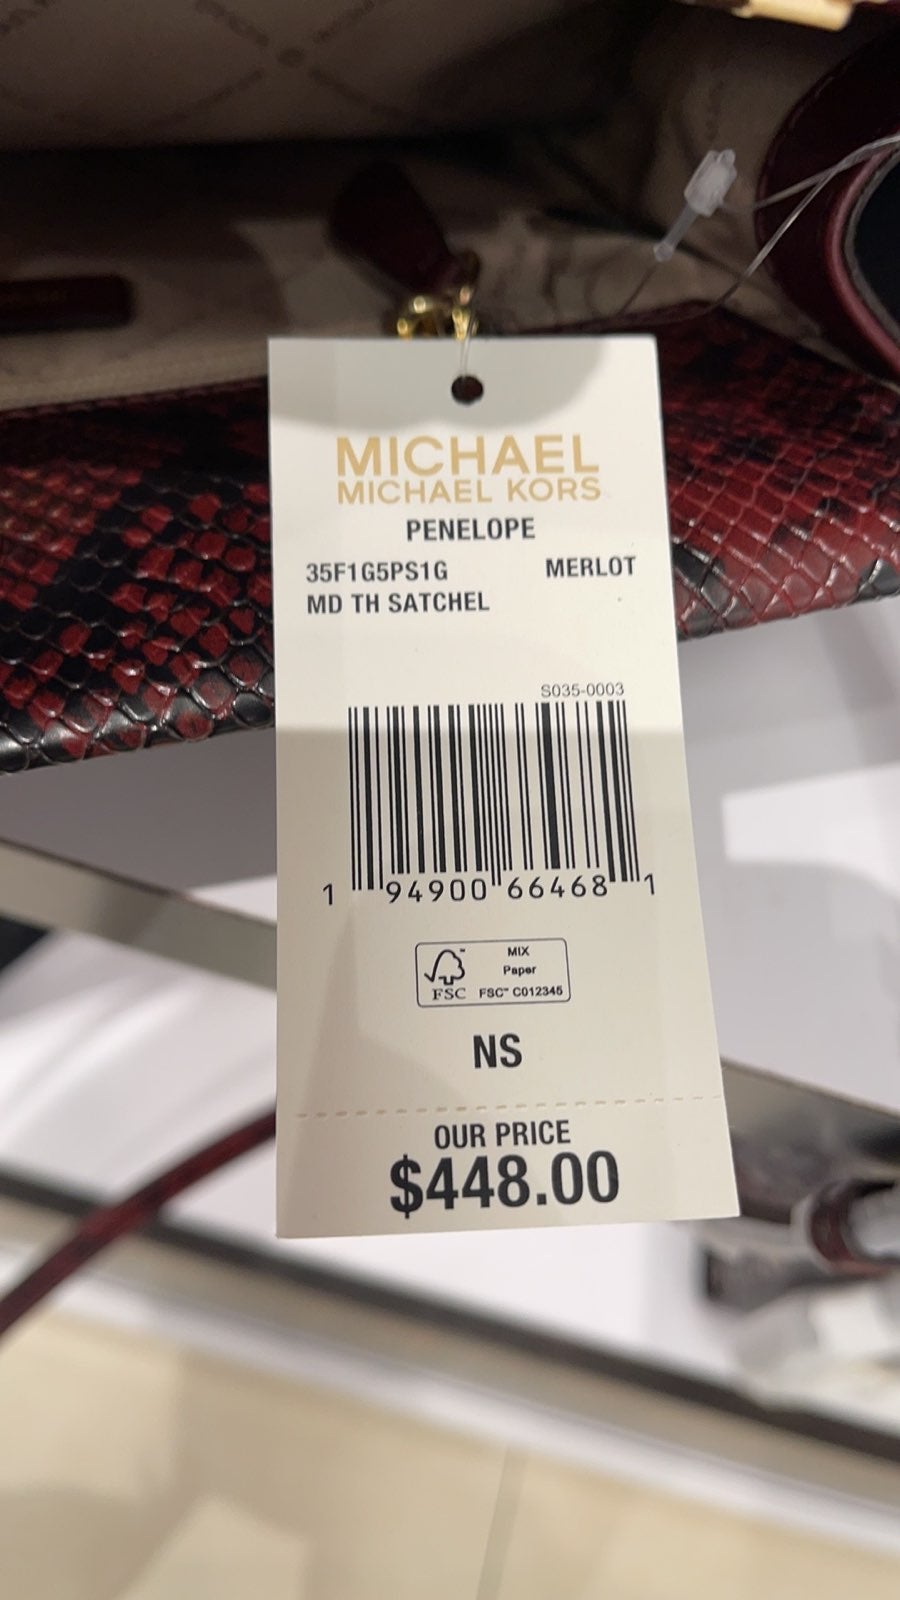 MICHAEL
MICHAEL KORS
PENELOPE
35F1G5PS1G MERLOT
MD TH SATCHEL
S035-0003
1 94900 66468 1
MIX
Paper
FSC™ C012345
FSC
NS
OUR PRICE
$448.00